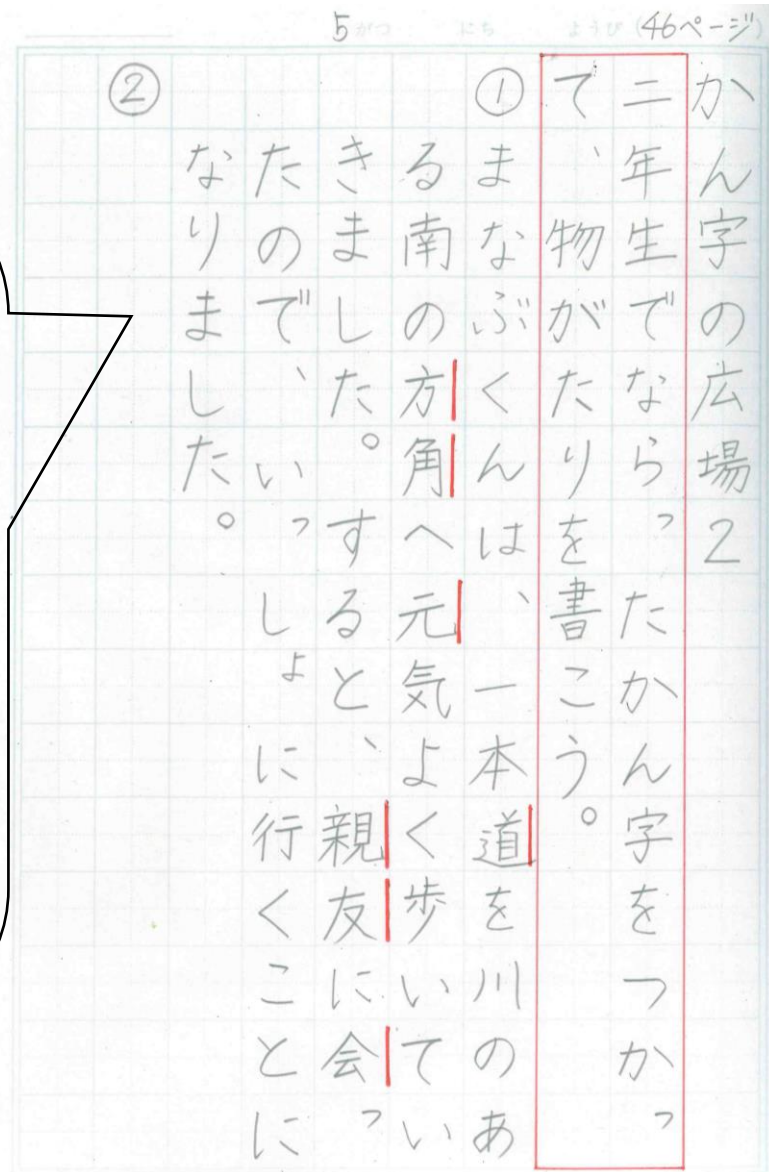 5がつ にち ようび (46ページ)
かん字の広場2
二年生でならったかん字をつかっ
て、物がたりを書こう。
① まなぶくんは、一本道を川のあ
る南の方角へ元気よく歩いてい
きました。すると、親友に会っ
たので、いっしょに行くことに
なりました。
②